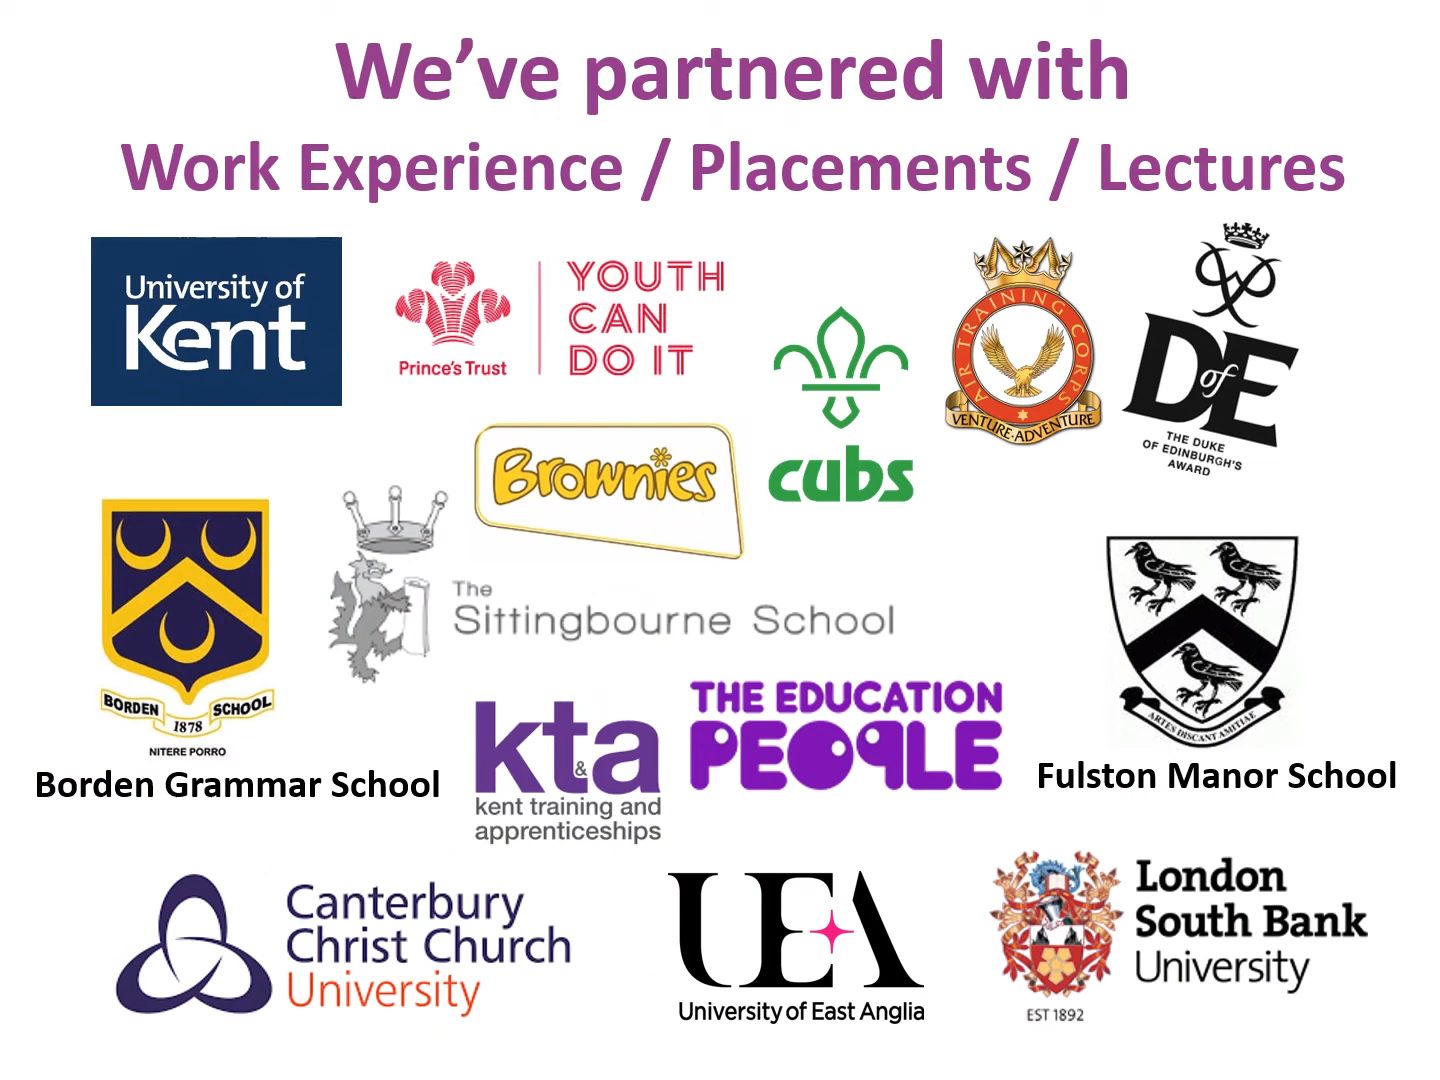 We've partnered with
Work Experience / Placements / Lectures
University of
Kent
Prince's Trust
YOUTH
CAN
DO IT
cubs
AIR TRAINING CORPS
VENTURE·ADVENTURE
DofE
THE DUKE
OF EDINBURGH'S
AWARD
Brownies
BORDEN SCHOOL
1878
NITERE PORRO
Borden Grammar School
The
Sittingbourne School
kt&a
kent training and
apprenticeships
THE EDUCATION
PEOPLE
ARTES DISCANT AMITIAE
Fulston Manor School
Canterbury
Christ Church
University
UEA
University of East Anglia
London
South Bank
University
EST 1892